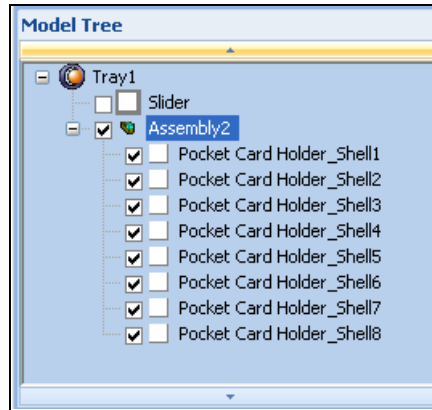 Model Tree
Tray1
Slider
Assembly2
Pocket Card Holder_Shell1
Pocket Card Holder_Shell2
Pocket Card Holder_Shell3
Pocket Card Holder_Shell4
Pocket Card Holder_Shell5
Pocket Card Holder_Shell6
Pocket Card Holder_Shell7
Pocket Card Holder_Shell8